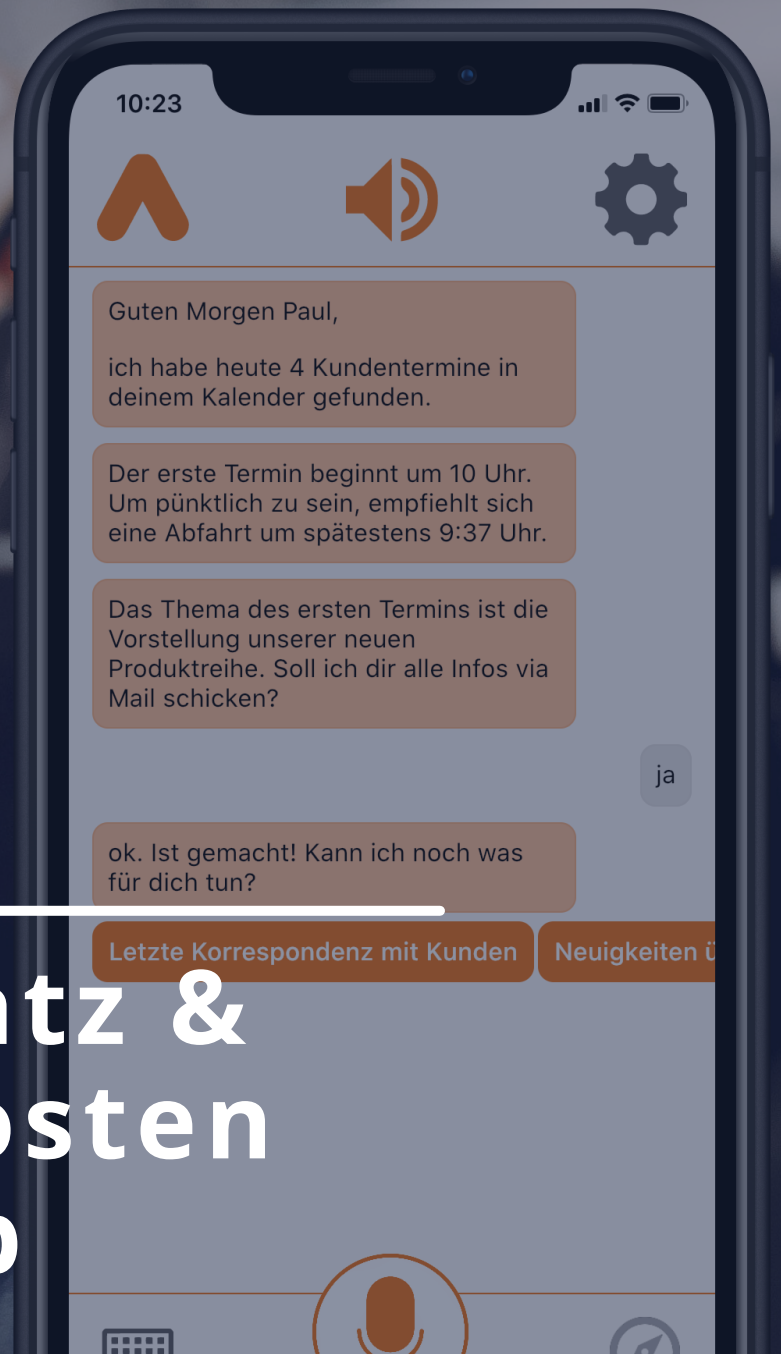 10:23
Guten Morgen Paul,
ich habe heute 4 Kundentermine in
deinem Kalender gefunden.
Der erste Termin beginnt um 10 Uhr.
Um pünktlich zu sein, empfiehlt sich
eine Abfahrt um spätestens 9:37 Uhr.
Das Thema des ersten Termins ist die
Vorstellung unserer neuen
Produktreihe. Soll ich dir alle Infos via
Mail schicken?
ja
ok. Ist gemacht! Kann ich noch was
für dich tun?
Letzte Korrespondenz mit Kunden
Neuigkeiten
&